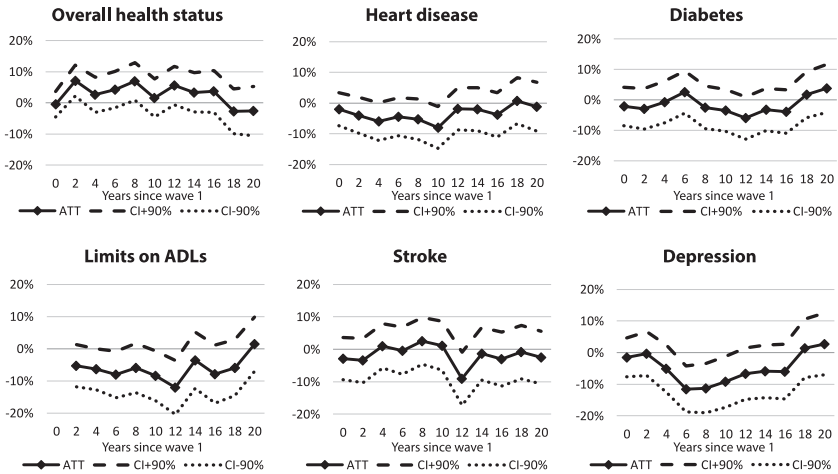 Overall health status
20%
10%
0%
-10%
-20%
0 2 4 6 8 10 12 14 16 18 20
Years since wave 1
ATT CI+90% CI-90%
Heart disease
20%
10%
0%
-10%
-20%
0 2 4 6 8 10 12 14 16 18 20
Years since wave 1
ATT CI+90% CI-90%
Diabetes
20%
10%
0%
-10%
-20%
0 2 4 6 8 10 12 14 16 18 20
Years since wave 1
ATT CI+90% CI-90%
Limits on ADLs
20%
10%
0%
-10%
-20%
0 2 4 6 8 10 12 14 16 18 20
Years since wave 1
ATT CI+90% CI-90%
Stroke
20%
10%
0%
-10%
-20%
0 2 4 6 8 10 12 14 16 18 20
Years since wave 1
ATT CI+90% CI-90%
Depression
20%
10%
0%
-10%
-20%
0 2 4 6 8 10 12 14 16 18 20
Years since wave 1
ATT CI+90% CI-90%